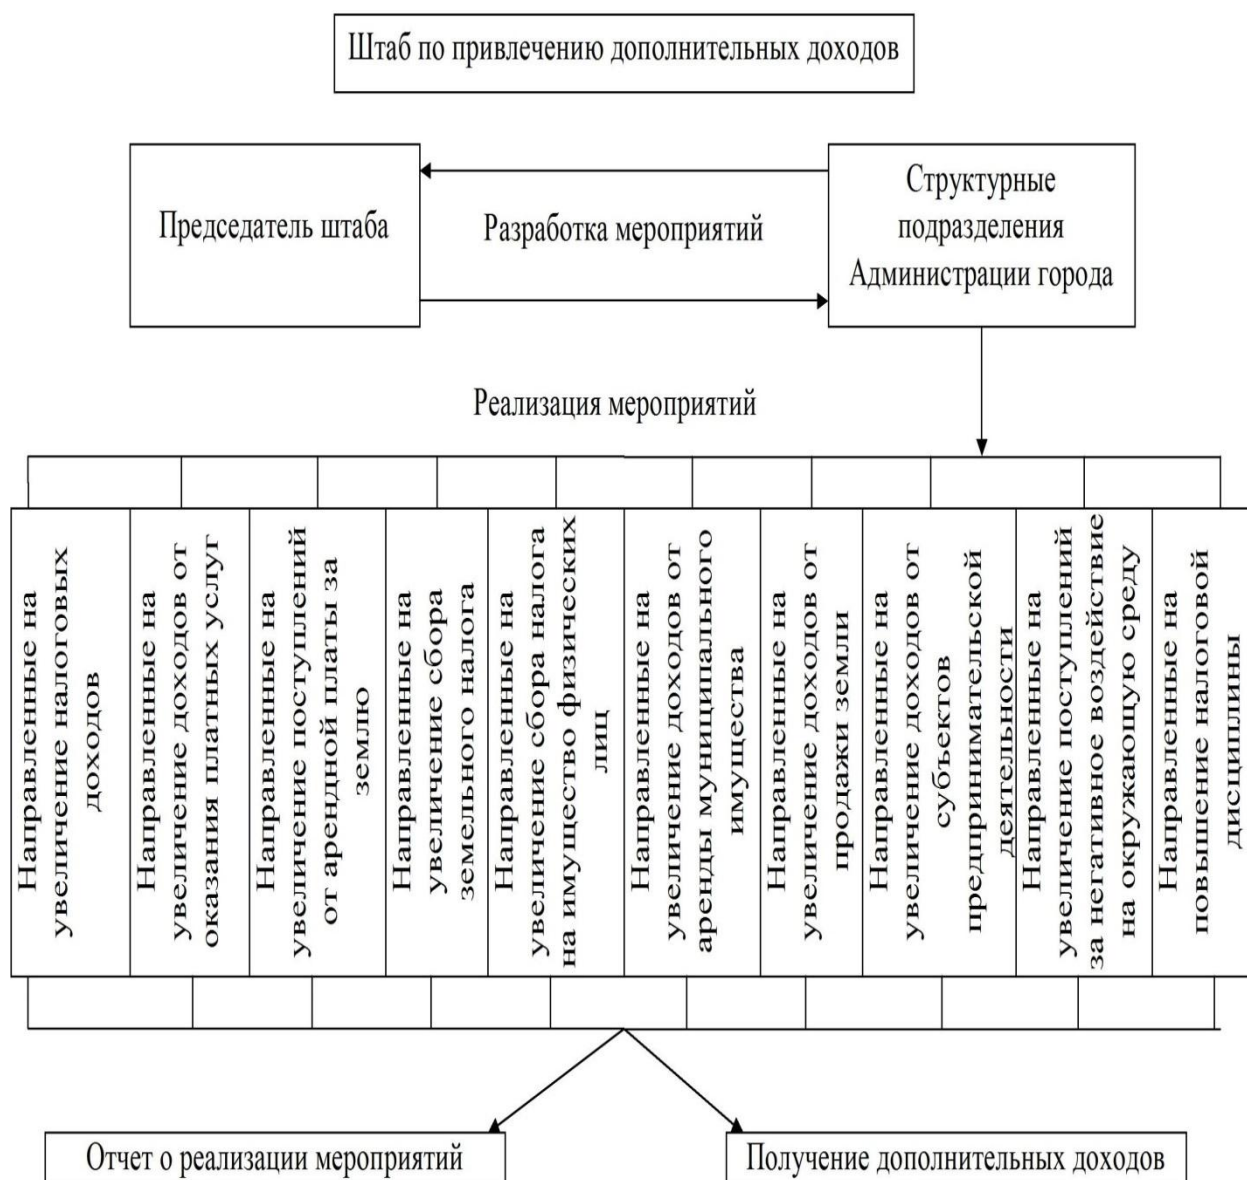 Штаб по привлечению дополнительных доходов
Председатель штаба
Разработка мероприятий
Структурные
подразделения
Администрации города
Реализация мероприятий
Направленные на
увеличение налоговых
доходов
Направленные на
увеличение доходов от
оказания платных услуг
Направленные на
увеличение поступлений
от арендной платы за
землю
Направленные на
увеличение сбора
земельного налога
Направленные на
увеличение сбора налога
на имущество физических
лиц
Направленные на
увеличение доходов от
аренды муниципального
имущества
Направленные на
увеличение доходов от
продажи земли
Направленные на
увеличение доходов от
субъектов
предпринимательской
деятельности
Направленные на
увеличение поступлений
за негативное воздействие
на окружающую среду
Направленные на
повышение налоговой
дисциплины
Отчет о реализации мероприятий
Получение дополнительных доходов